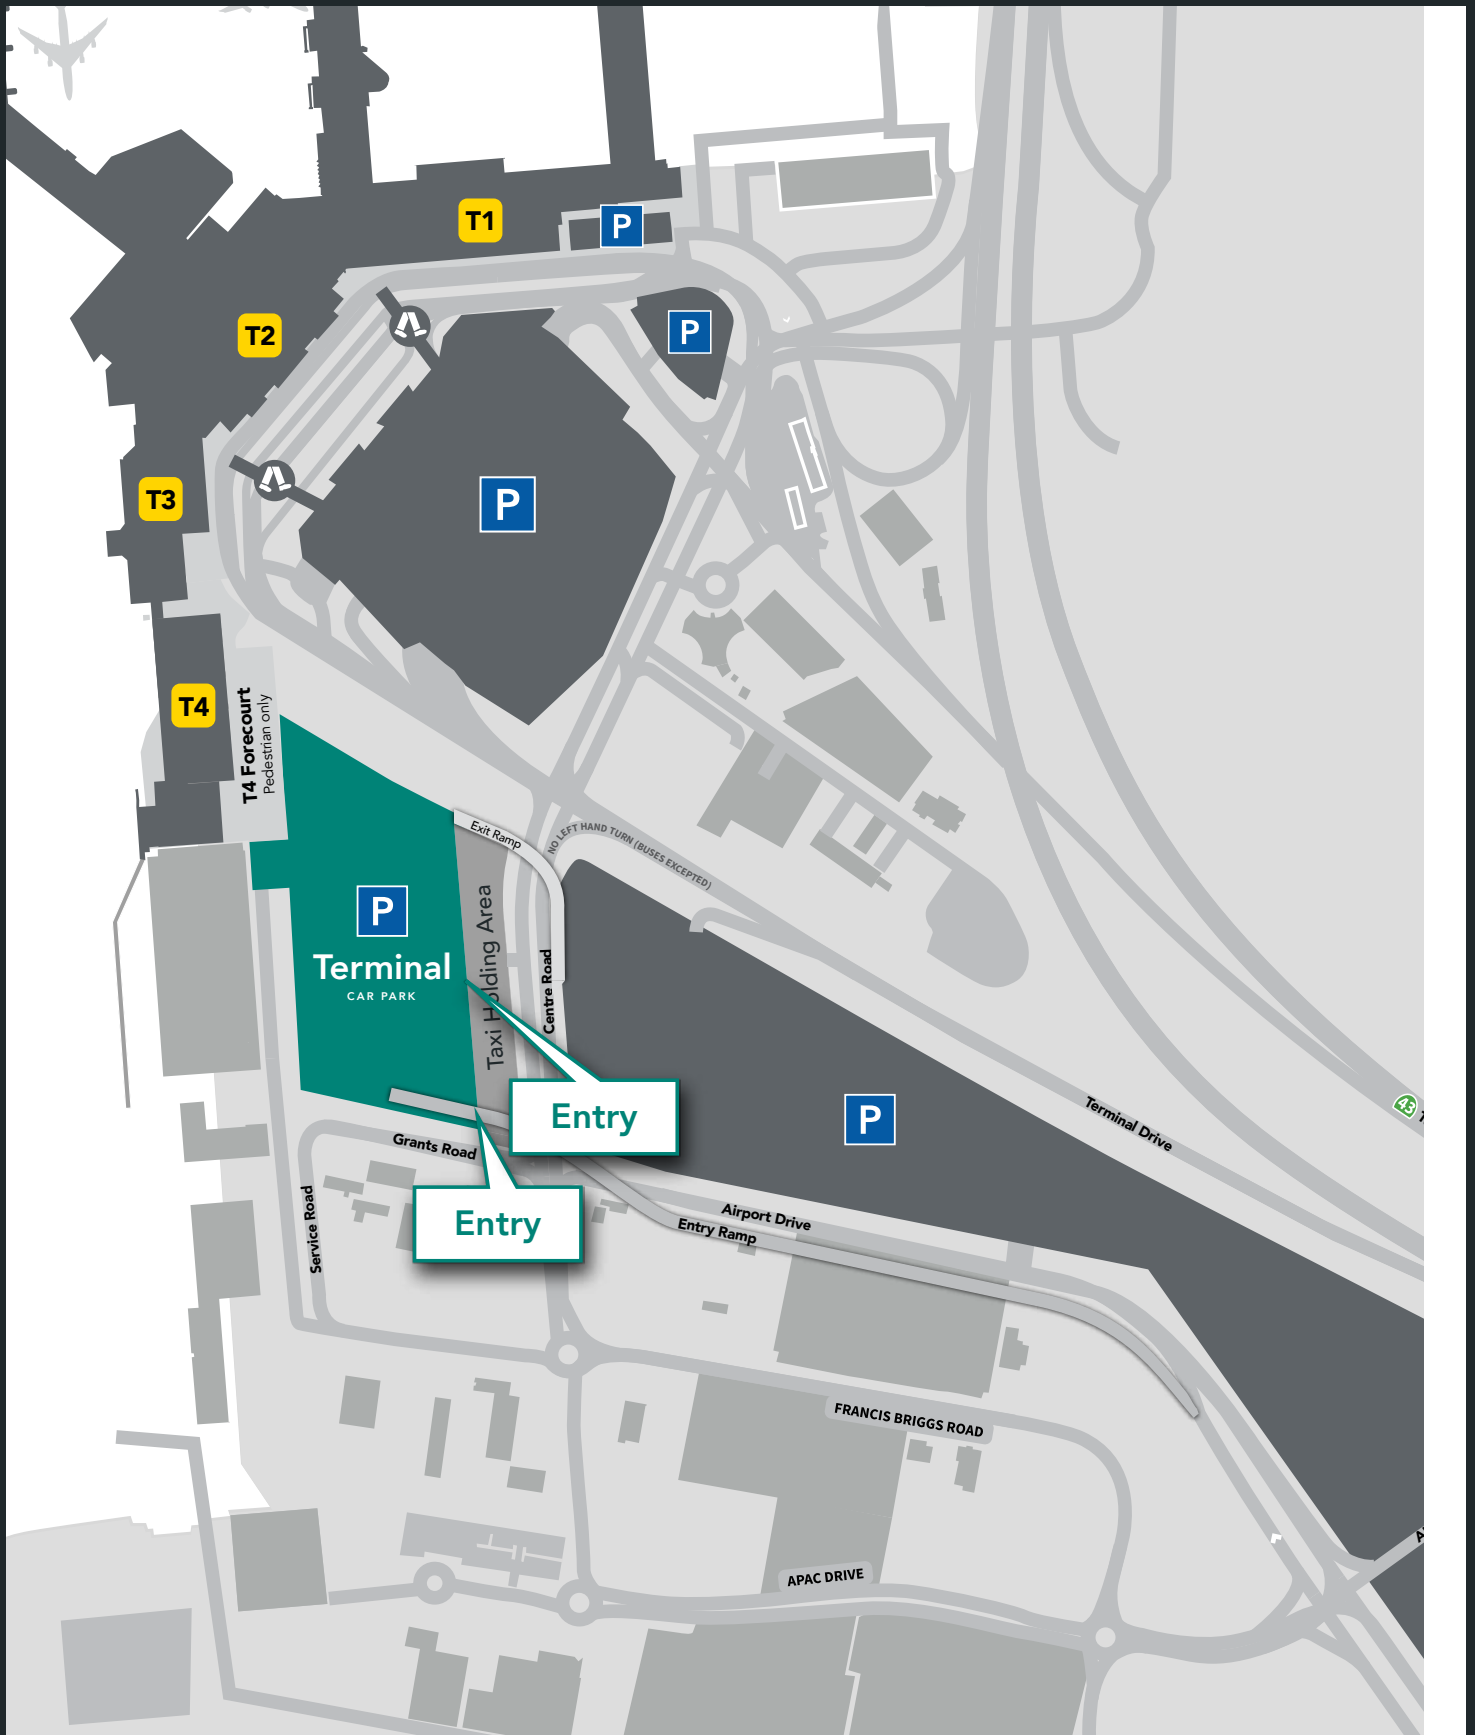 T1
P
T2
P
T3
P
T4
T4 Forecourt
Pedestrian only
Exit Ramp
NO LEFT HAND TURN (BUSES EXCEPTED)
P
Terminal
CAR PARK
Taxi Holding Area
Centre Road
Entry
P
43
Terminal Drive
Grants Road
Service Road
Entry
Airport Drive
Entry Ramp
FRANCIS BRIGGS ROAD
APAC DRIVE